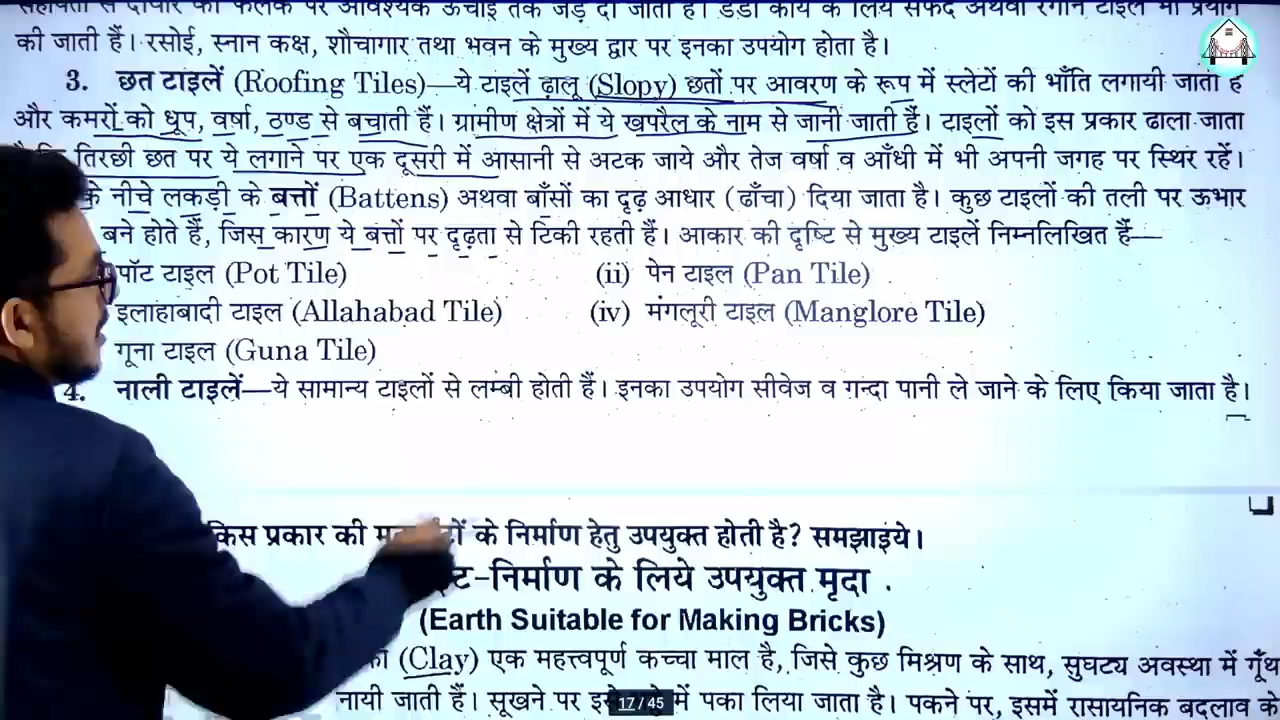 सहायता से दीवार की फलक पर आवश्यक ऊँचाई तक जड़ दी जाती हैं। डडो कार्य के लिये सफेद अथवा रंगीन टाइलें भी प्रयोग
की जाती हैं। रसोई, स्नान कक्ष, शौचागार तथा भवन के मुख्य द्वार पर इनका उपयोग होता है।
3. छत टाइलें (Roofing Tiles)—ये टाइलें ढ़ालू (Slopy) छतों पर आवरण के रूप में स्लेटों की भाँति लगायी जाती हैं
और कमरों को धूप, वर्षा, ठण्ड से बचाती हैं। ग्रामीण क्षेत्रों में ये खपरैल के नाम से जानी जाती हैं। टाइलों को इस प्रकार ढाला जाता
तिरछी छत पर ये लगाने पर एक दूसरी में आसानी से अटक जाये और तेज वर्षा व आँधी में भी अपनी जगह पर स्थिर रहें।
के नीचे लकड़ी के बत्तों (Battens) अथवा बाँसों का दृढ़ आधार (ढाँचा) दिया जाता है। कुछ टाइलों की तली पर ऊभार
बने होते हैं, जिस कारण ये बत्तों पर दृढ़ता से टिकी रहती हैं। आकार की दृष्टि से मुख्य टाइलें निम्नलिखित हैं—
पॉट टाइल (Pot Tile) (ii) पेन टाइल (Pan Tile)
इलाहाबादी टाइल (Allahabad Tile) (iv) मंगलूरी टाइल (Manglore Tile)
गूना टाइल (Guna Tile)
4. नाली टाइलें—ये सामान्य टाइलों से लम्बी होती हैं। इनका उपयोग सीवेज व गन्दा पानी ले जाने के लिए किया जाता है।
किस प्रकार की के निर्माण हेतु उपयुक्त होती है? समझाइये।
-निर्माण के लिये उपयुक्त मृदा
(Earth Suitable for Making Bricks)
(Clay) एक महत्त्वपूर्ण कच्चा माल है, जिसे कुछ मिश्रण के साथ, सुघट्य अवस्था में गूँथ
जाती हैं। सूखने पर में पका लिया जाता है। पकने पर, इसमें रासायनिक बदलाव के
17 / 45